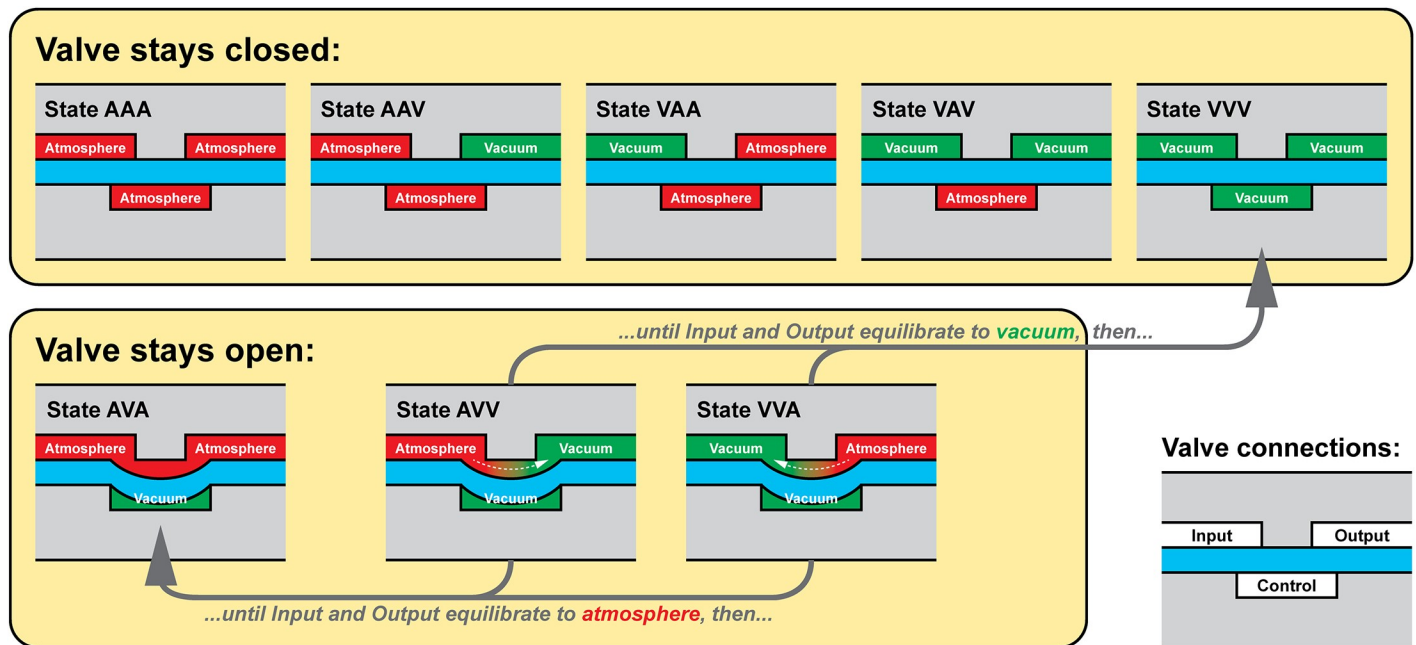 Valve stays closed:
State AAA
Atmosphere Atmosphere
Atmosphere
State AAV
Atmosphere Vacuum
Atmosphere
State VAA
Vacuum Atmosphere
Atmosphere
State VAV
Vacuum Vacuum
Atmosphere
State VVV
Vacuum Vacuum
Vacuum
...until Input and Output equilibrate to vacuum, then...
Valve stays open:
State AVA
Atmosphere Atmosphere
Vacuum
State AVV
Atmosphere Vacuum
Vacuum
State VVA
Vacuum Atmosphere
Vacuum
...until Input and Output equilibrate to atmosphere, then...
Valve connections:
Input Output
Control